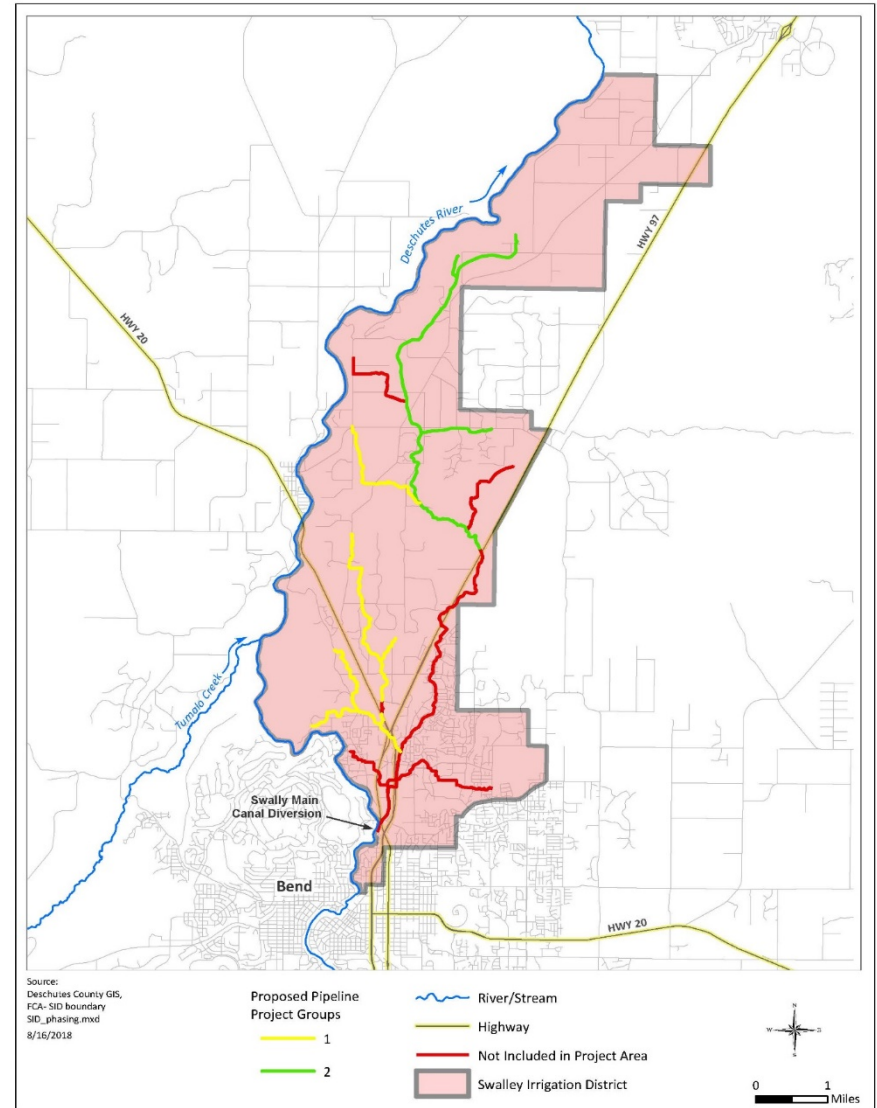 Deschutes River
HWY 97
HWY 20
Tumalo Creek
Swally Main
Canal Diversion
Bend
HWY 20
Source:
Deschutes County GIS,
FCA- SID boundary
SID_phasing.mxd
8/16/2018
Proposed Pipeline
Project Groups
1
2
River/Stream
Highway
Not Included in Project Area
Swalley Irrigation District
N
W
E
S
0 1
Miles